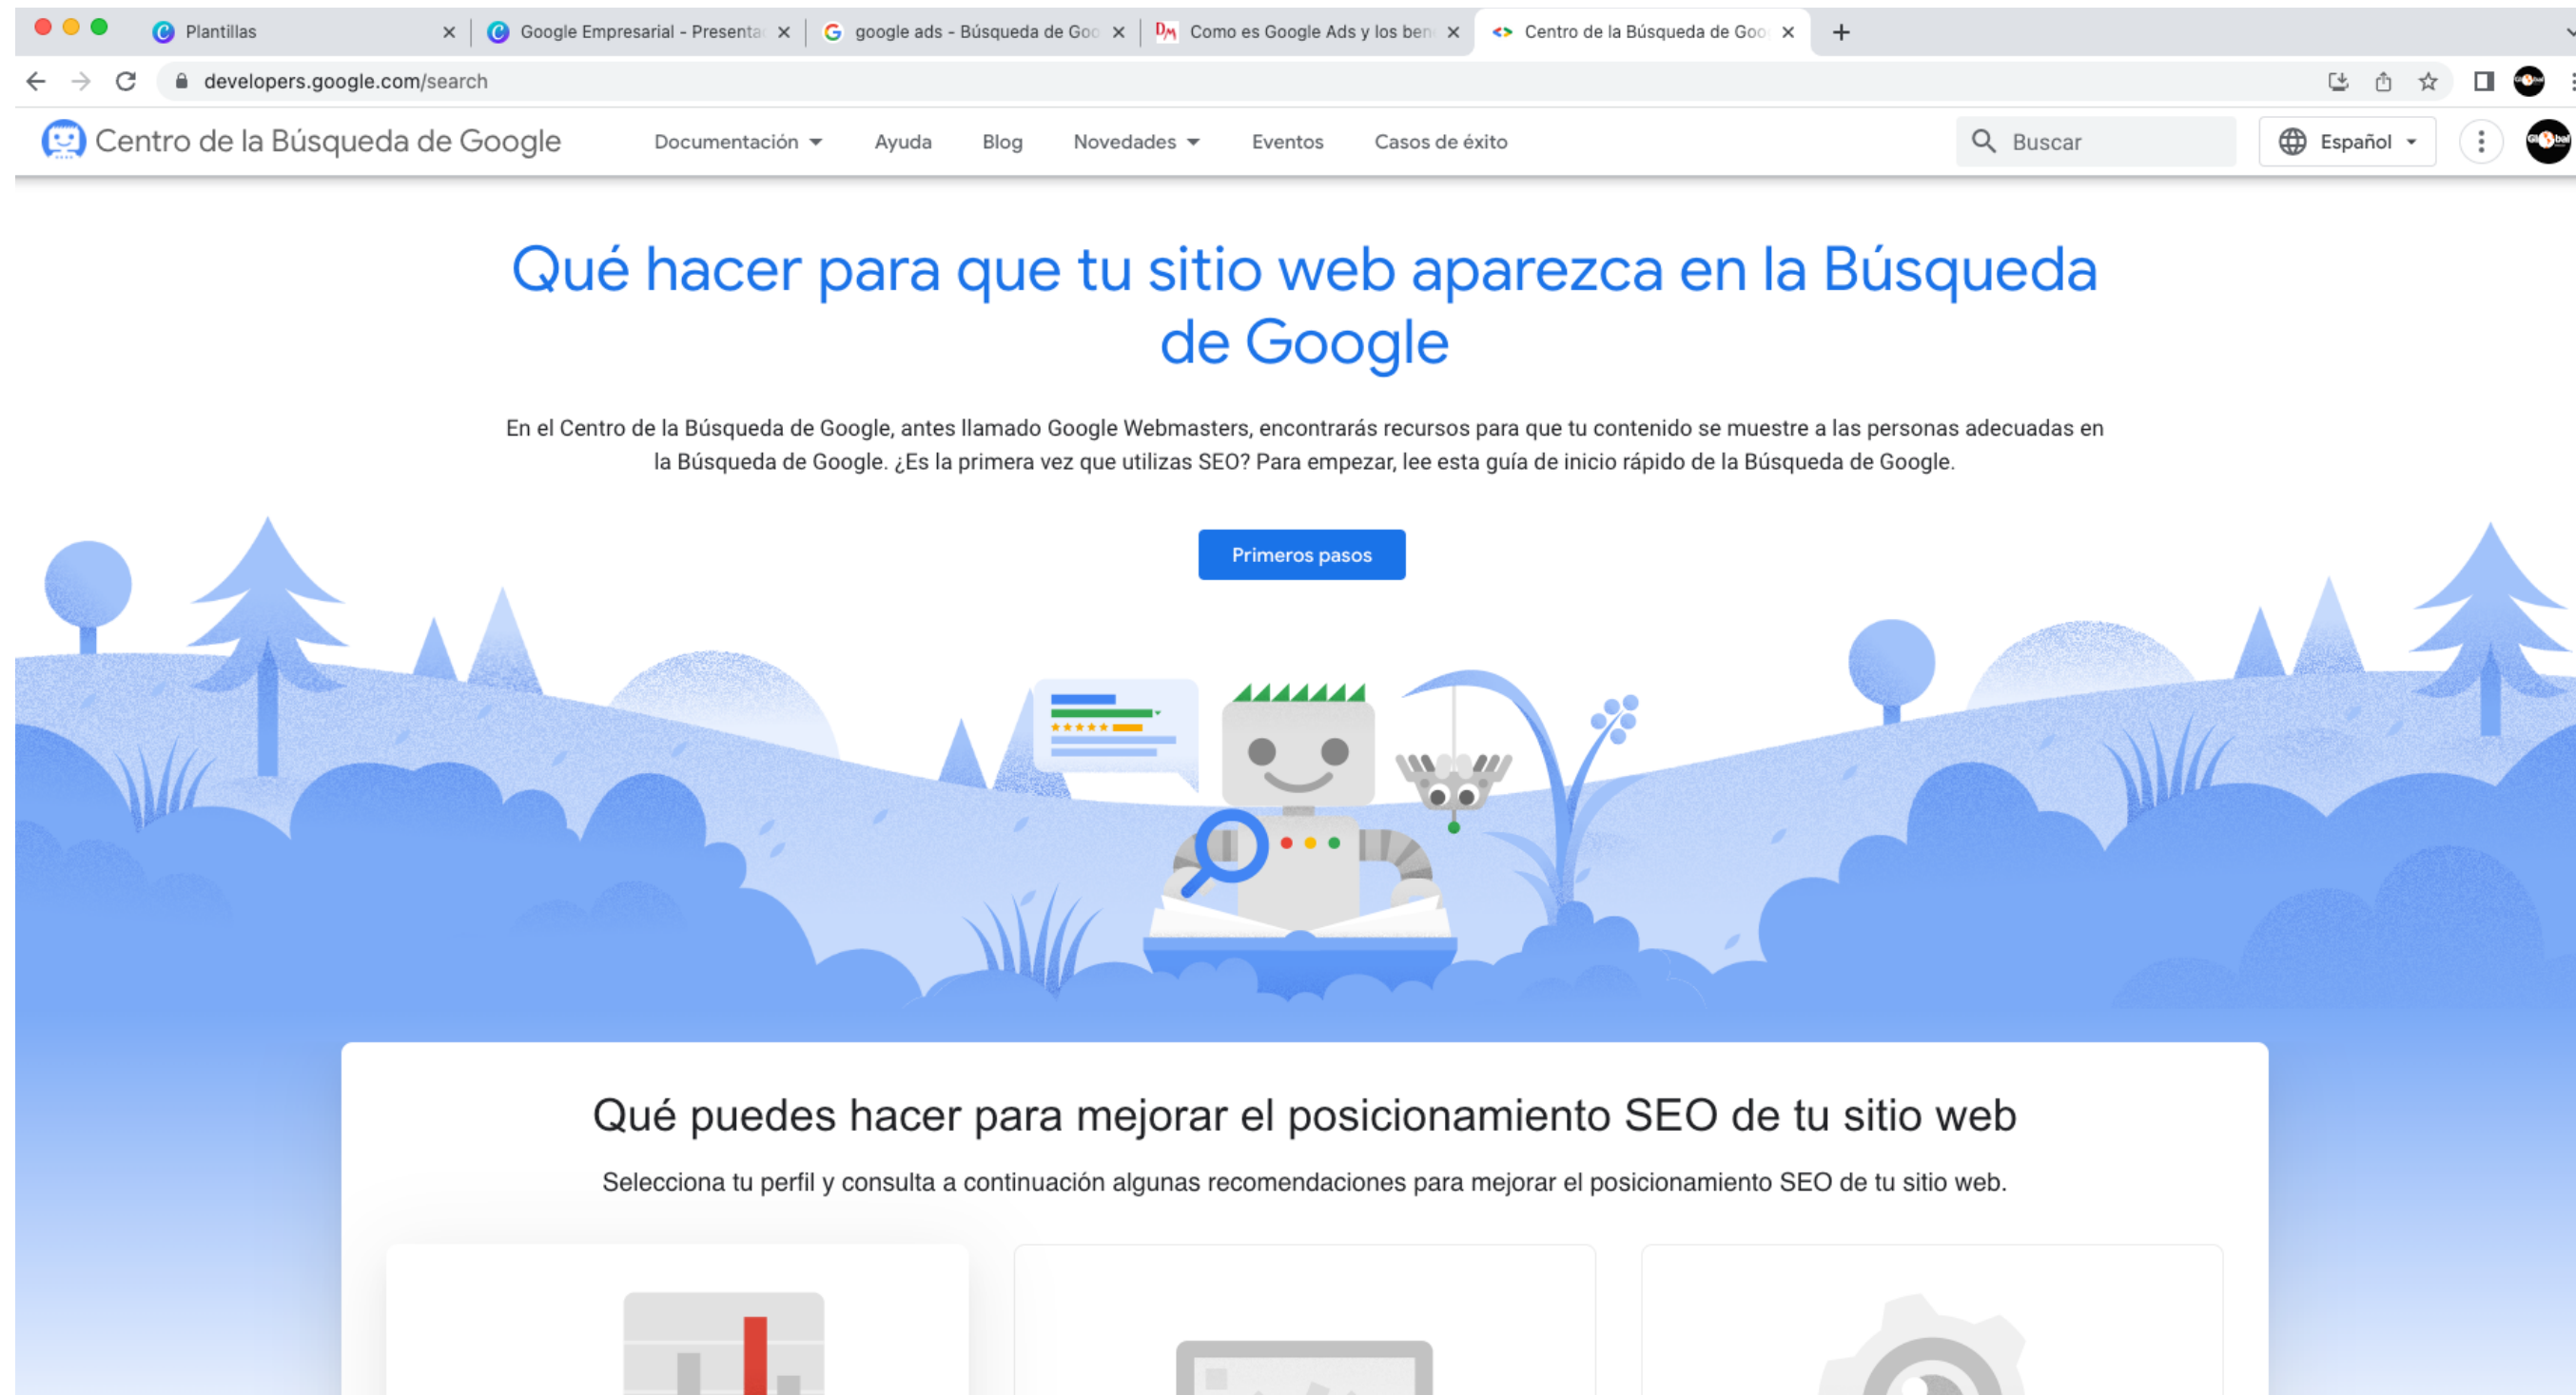 Plantillas
Google Empresarial - Presenta
google ads - Búsqueda de Goo
DM
Como es Google Ads y los ben
Centro de la Búsqueda de Goo
developers.google.com/search
Centro de la Búsqueda de Google
Documentación
Ayuda
Blog
Novedades
Eventos
Casos de éxito
Buscar
Español
Global
Qué hacer para que tu sitio web aparezca en la Búsqueda
de Google
En el Centro de la Búsqueda de Google, antes llamado Google Webmasters, encontrarás recursos para que tu contenido se muestre a las personas adecuadas en
la Búsqueda de Google. ¿Es la primera vez que utilizas SEO? Para empezar, lee esta guía de inicio rápido de la Búsqueda de Google.
Primeros pasos
Qué puedes hacer para mejorar el posicionamiento SEO de tu sitio web
Selecciona tu perfil y consulta a continuación algunas recomendaciones para mejorar el posicionamiento SEO de tu sitio web.